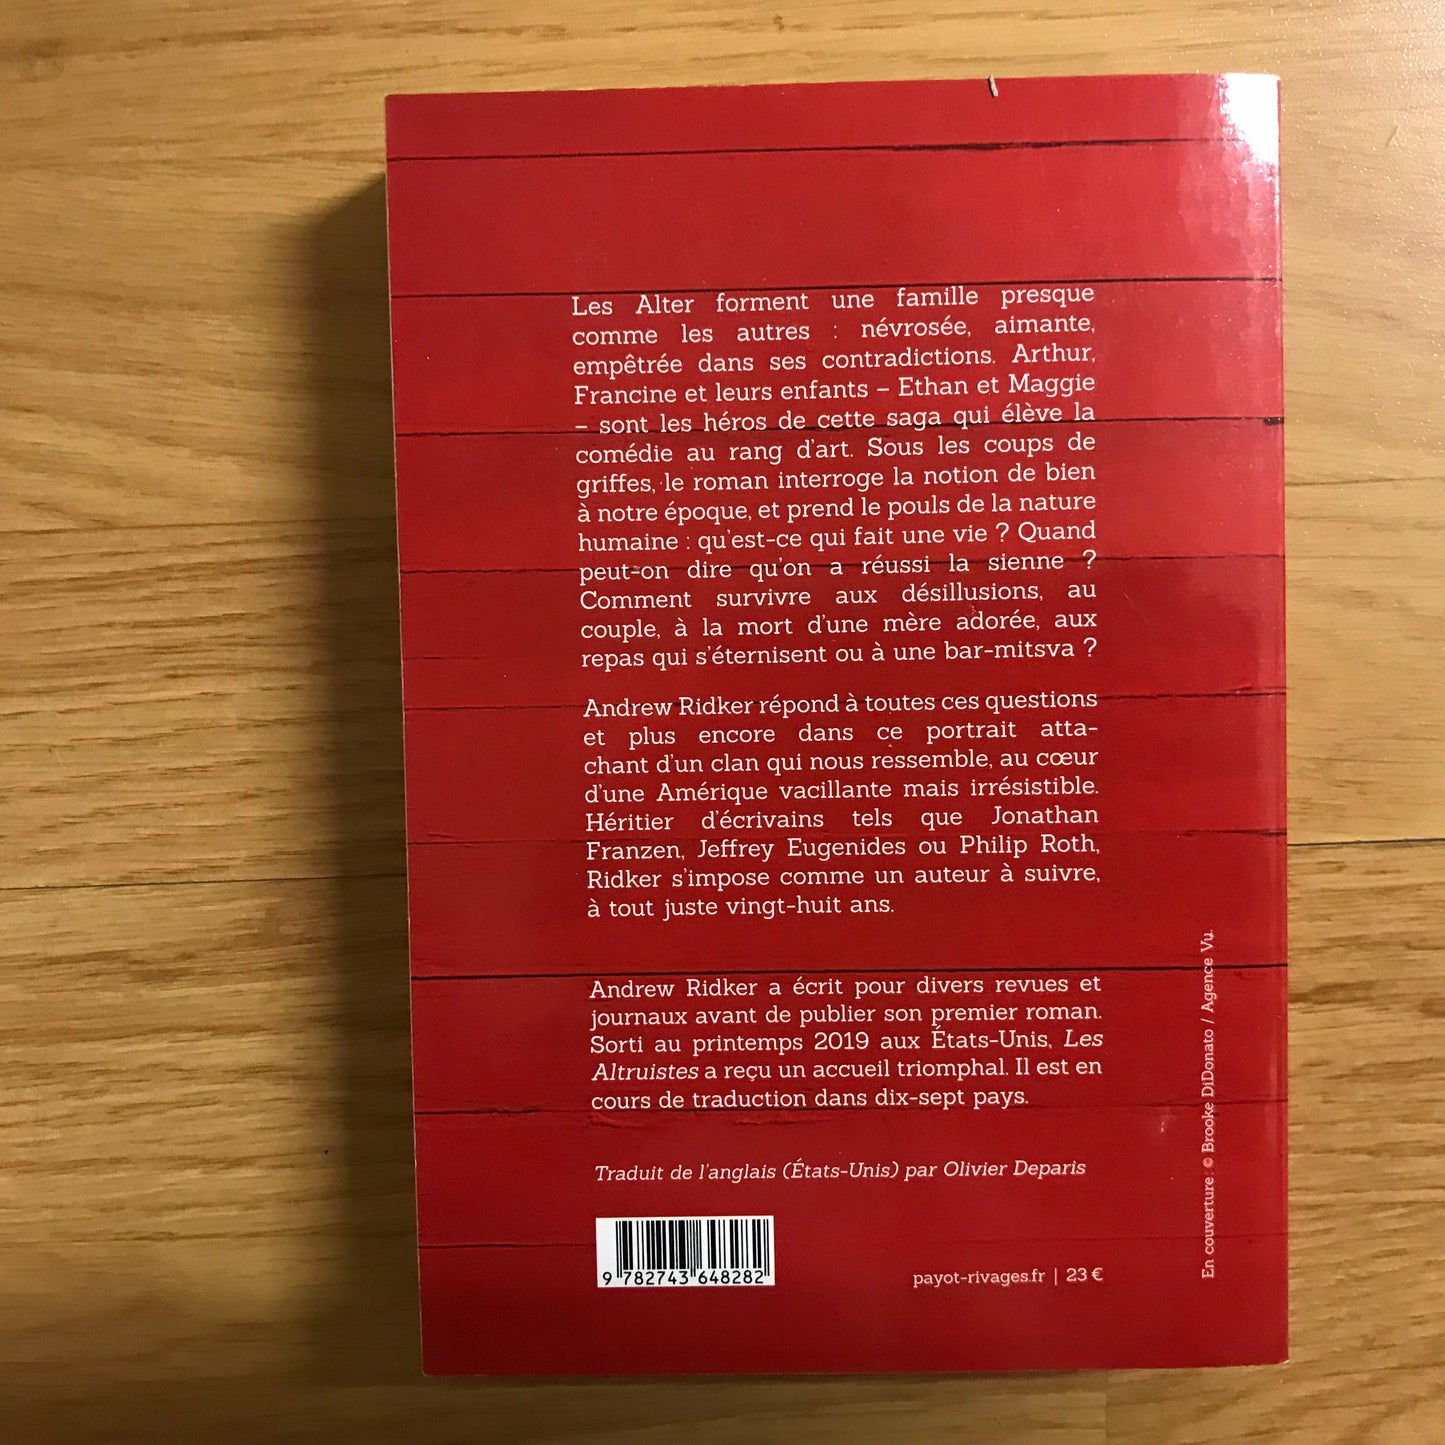 Les Alter forment une famille presque
comme les autres : névrosée, aimante,
empêtrée dans ses contradictions. Arthur,
Francine et leurs enfants – Ethan et Maggie
– sont les héros de cette saga qui élève la
comédie au rang d'art. Sous les coups de
griffes, le roman interroge la notion de bien
à notre époque, et prend le pouls de la nature
humaine : qu'est-ce qui fait une vie ? Quand
peut-on dire qu'on a réussi la sienne ?
Comment survivre aux désillusions, au
couple, à la mort d'une mère adorée, aux
repas qui s'éternisent ou à une bar-mitsva ?
Andrew Ridker répond à toutes ces questions
et plus encore dans ce portrait atta-
chant d'un clan qui nous ressemble, au cœur
d'une Amérique vacillante mais irrésistible.
Héritier d'écrivains tels que Jonathan
Franzen, Jeffrey Eugenides ou Philip Roth,
Ridker s'impose comme un auteur à suivre,
à tout juste vingt-huit ans.
Andrew Ridker a écrit pour divers revues et
journaux avant de publier son premier roman.
Sorti au printemps 2019 aux États-Unis, Les
Altruistes a reçu un accueil triomphal. Il est en
cours de traduction dans dix-sept pays.
Traduit de l'anglais (États-Unis) par Olivier Deparis
9 782743 648282
payot-rivages.fr | 23 €
En couverture : © Brooke DiDonato / Agence Vu.